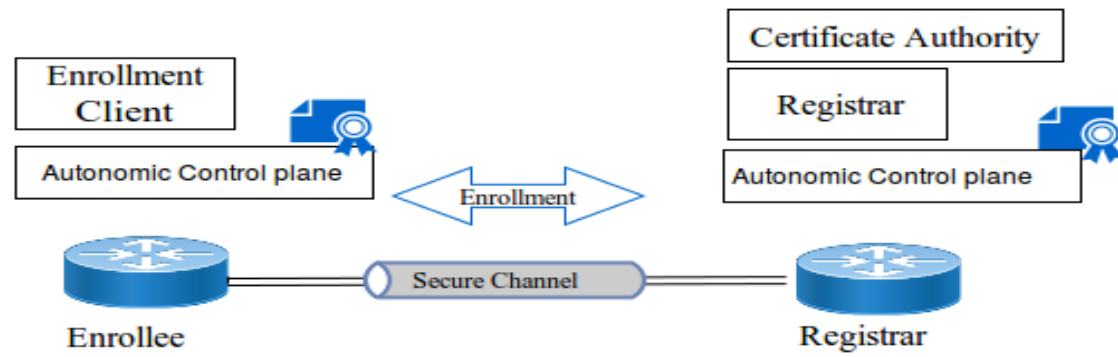 Certificate Authority
Enrollment
Client
Registrar
Autonomic Control plane
Autonomic Control plane
Enrollment
Secure Channel
Enrollee
Registrar